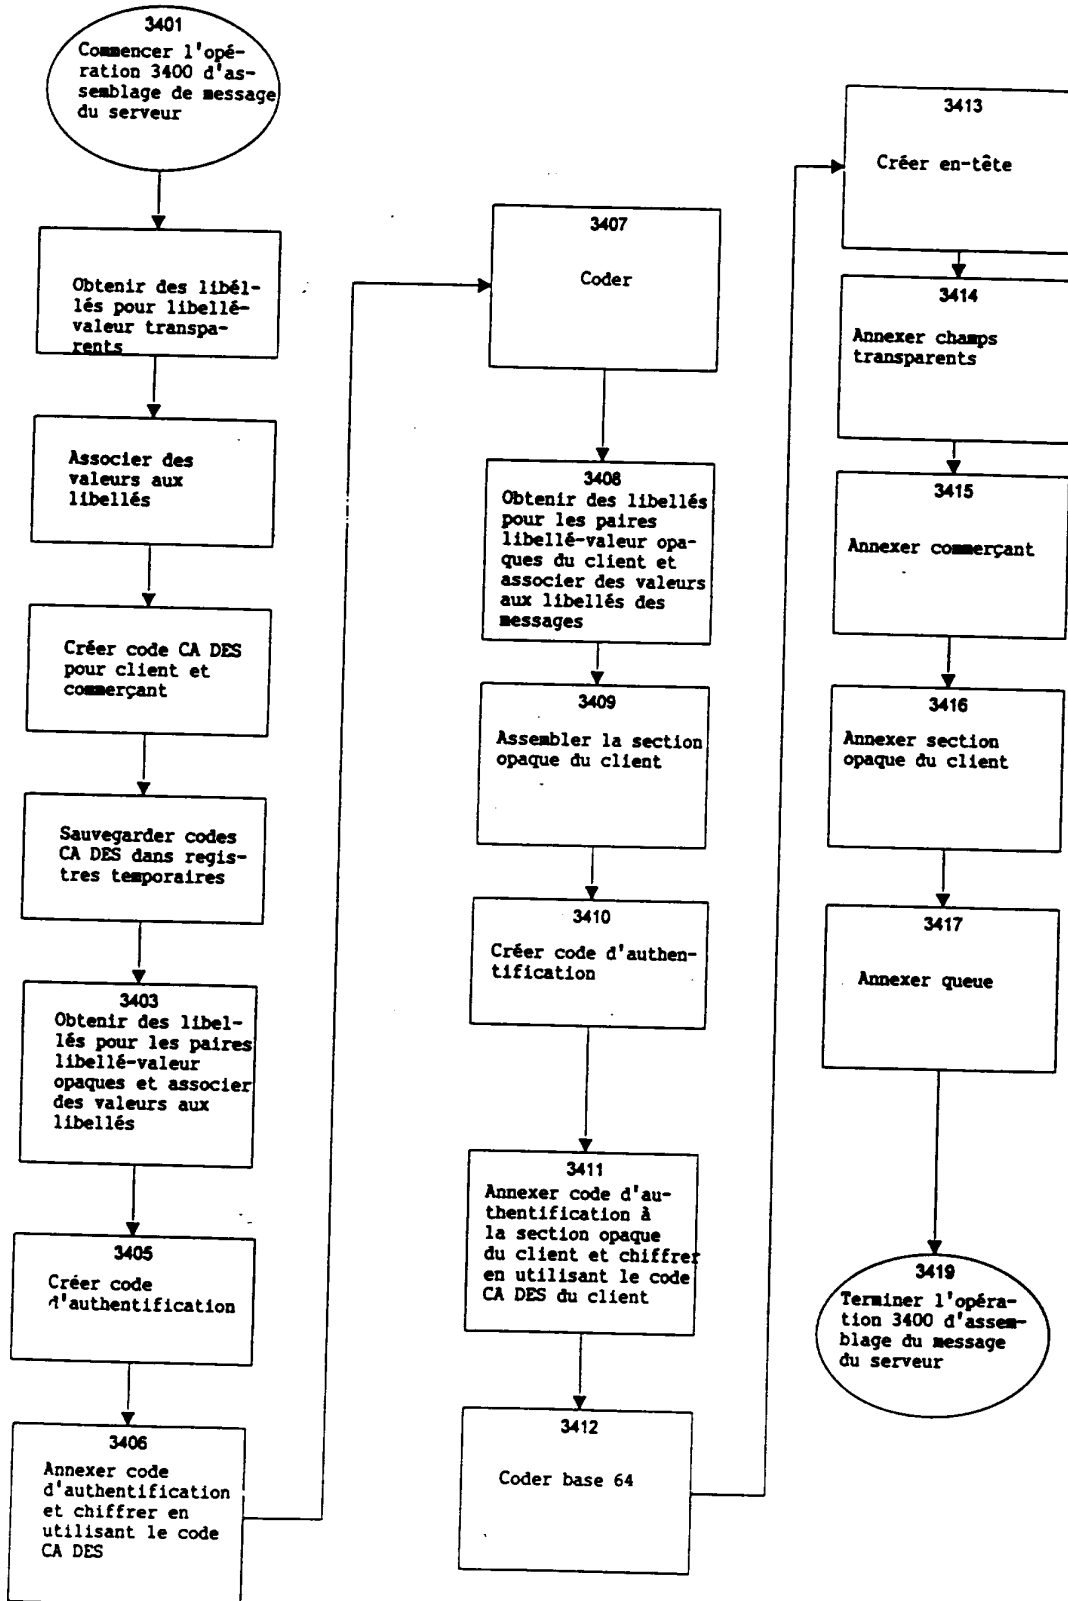 3401
Commencer l'opé-
ration 3400 d'as-
semblage de message
du serveur
Obtenir des libél-
lés pour libellé-
valeur transpa-
rents
Associer des
valeurs aux
libellés
Créer code CA DES
pour client et
commerçant
Sauvegarder codes
CA DES dans regis-
tres temporaires
3403
Obtenir des libel-
lés pour les paires
libellé-valeur
opaques et associer
des valeurs aux
libellés
3405
Créer code
d'authentification
3406
Annexer code
d'authentification
et chiffrer en
utilisant le code
CA DES
3407
Coder
3408
Obtenir des libellés
pour les paires
libellé-valeur opa-
ques du client et
associer des valeurs
aux libellés des
messages
3409
Assembler la section
opaque du client
3410
Créer code d'authen-
tification
3411
Annexer code d'au-
thentification à
la section opaque
du client et chiffrer
en utilisant le code
CA DES du client
3412
Coder base 64
3413
Créer en-tête
3414
Annexer champs
transparents
3415
Annexer commerçant
3416
Annexer section
opaque du client
3417
Annexer queue
3419
Terminer l'opéra-
tion 3400 d'assem-
blage du message
du serveur